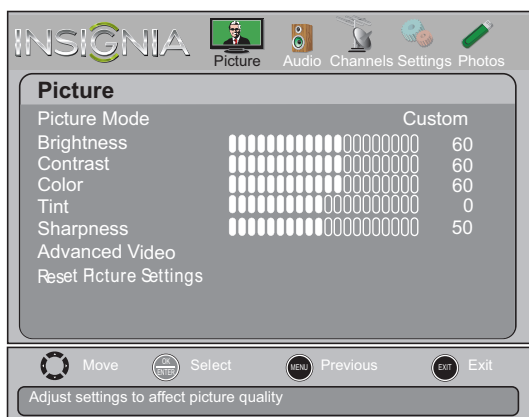 INSIGNIA
Picture Audio Channels Settings Photos
Picture
Picture Mode Custom
Brightness 60
Contrast 60
Color 60
Tint 0
Sharpness 50
Advanced Video
Reset Picture Settings
Move OK ENTER Select MENU Previous EXIT Exit
Adjust settings to affect picture quality